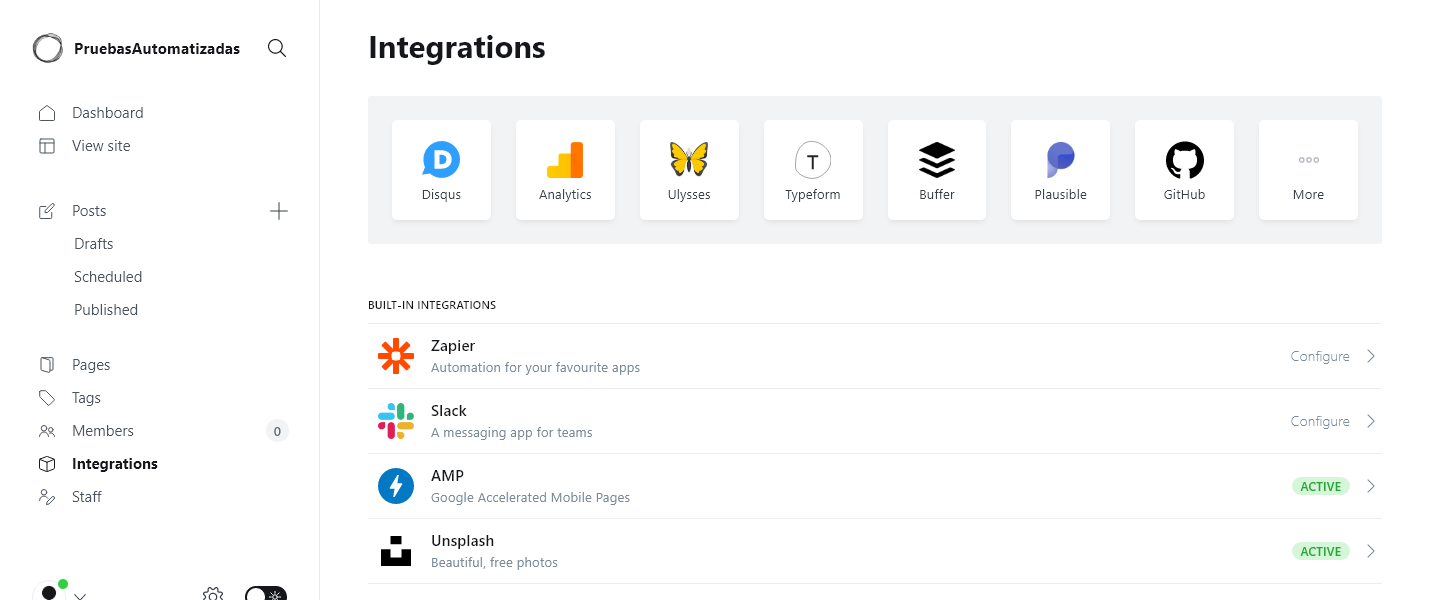 PruebasAutomatizadas
Dashboard
View site
Posts
Drafts
Scheduled
Published
Pages
Tags
Members 0
Integrations
Staff
Integrations
Disqus
Analytics
Ulysses
T
Typeform
Buffer
Plausible
GitHub
More
BUILT-IN INTEGRATIONS
Zapier
Automation for your favourite apps
Configure
Slack
A messaging app for teams
Configure
AMP
Google Accelerated Mobile Pages
ACTIVE
Unsplash
Beautiful, free photos
ACTIVE